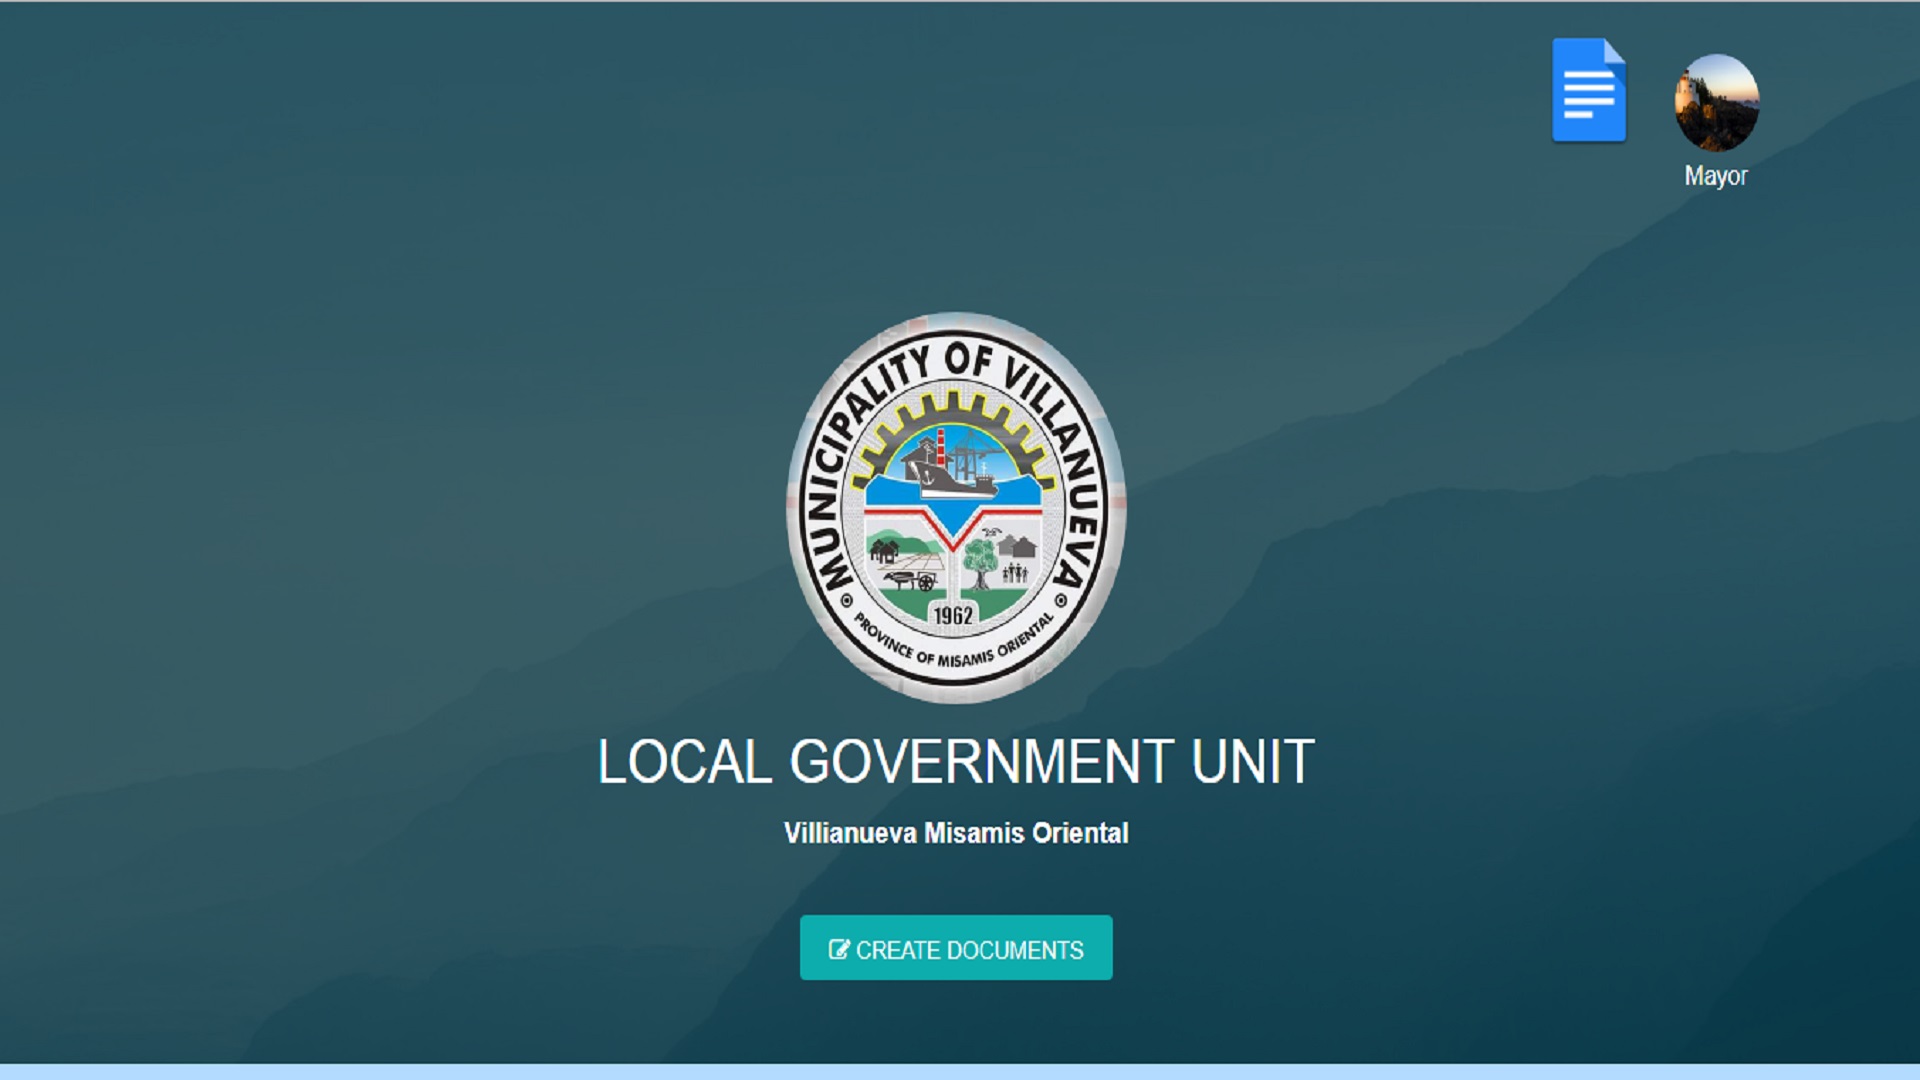 Mayor
MUNICIPALITY OF VILLANUEVA
1962
PROVINCE OF MISAMIS ORIENTAL
LOCAL GOVERNMENT UNIT
Villianueva Misamis Oriental
CREATE DOCUMENTS